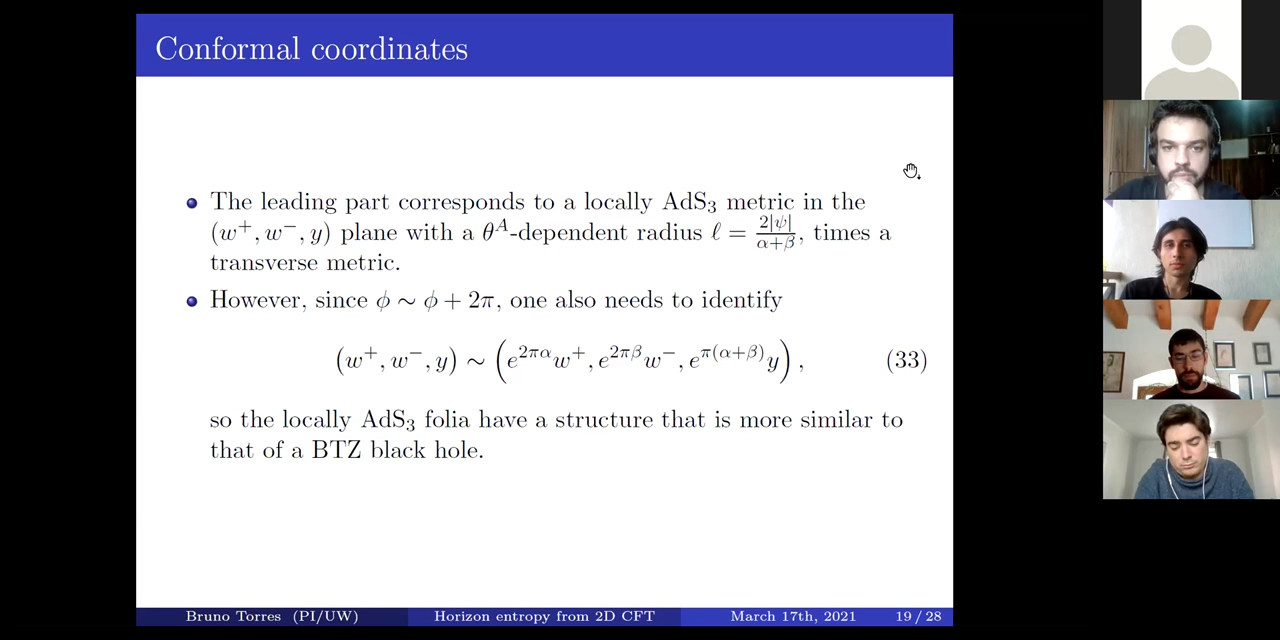 Conformal coordinates
The leading part corresponds to a locally AdS₃ metric in the
(w⁺, w⁻, y) plane with a θᴬ-dependent radius ℓ = 2|ψ|/(α+β), times a
transverse metric.
However, since ϕ ∼ ϕ + 2π, one also needs to identify
(w⁺, w⁻, y) ∼ (e^{2πα}w⁺, e^{2πβ}w⁻, e^{π(α+β)}y), (33)
so the locally AdS₃ folia have a structure that is more similar to
that of a BTZ black hole.
Bruno Torres (PI/UW) Horizon entropy from 2D CFT March 17th, 2021 19 / 28